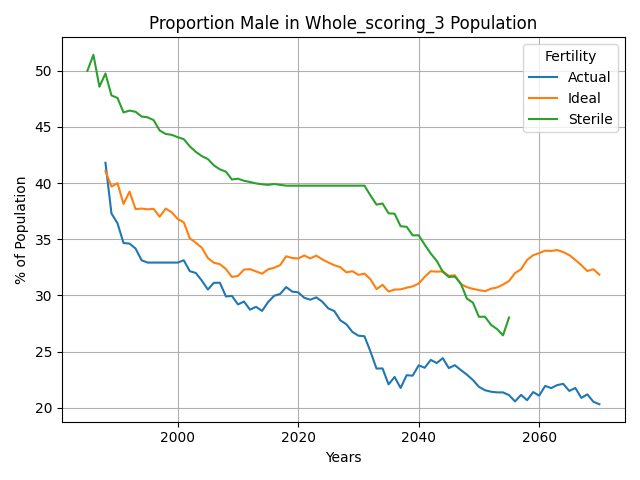 Proportion Male in Whole_scoring_3 Population
Fertility
Actual
Ideal
Sterile
% of Population
50
45
40
35
30
25
20
2000
2020
2040
2060
Years